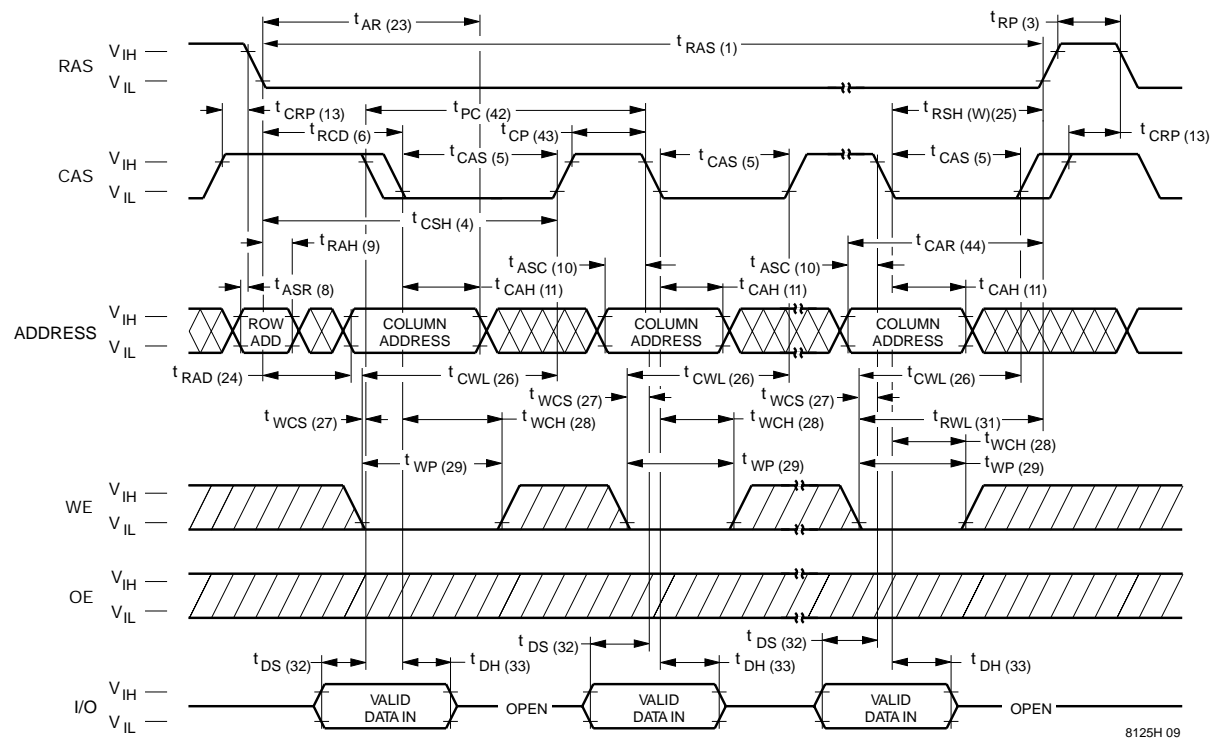 t AR (23)
t RP (3)
t RAS (1)
RAS
V IH
V IL
t CRP (13)
t PC (42)
t RSH (W)(25)
t RCD (6)
t CP (43)
t CRP (13)
CAS
V IH
V IL
t CAS (5)
t CAS (5)
t CAS (5)
t CSH (4)
t RAH (9)
t CAR (44)
t ASC (10)
t ASC (10)
t ASR (8)
t CAH (11)
t CAH (11)
t CAH (11)
ADDRESS
V IH
V IL
ROW ADD
COLUMN ADDRESS
COLUMN ADDRESS
COLUMN ADDRESS
t RAD (24)
t CWL (26)
t CWL (26)
t CWL (26)
t WCS (27)
t WCS (27)
t WCS (27)
t WCH (28)
t WCH (28)
t RWL (31)
t WCH (28)
t WP (29)
t WP (29)
t WP (29)
WE
V IH
V IL
OE
V IH
V IL
t DS (32)
t DS (32)
t DS (32)
t DH (33)
t DH (33)
t DH (33)
I/O
V IH
V IL
VALID DATA IN
OPEN
VALID DATA IN
VALID DATA IN
OPEN
8125H 09